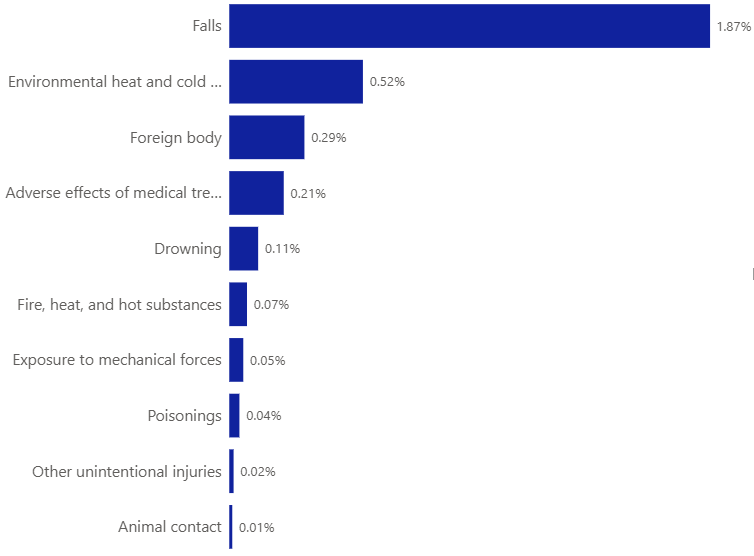 Falls 1.87%
Environmental heat and cold ... 0.52%
Foreign body 0.29%
Adverse effects of medical tre... 0.21%
Drowning 0.11%
Fire, heat, and hot substances 0.07%
Exposure to mechanical forces 0.05%
Poisonings 0.04%
Other unintentional injuries 0.02%
Animal contact 0.01%